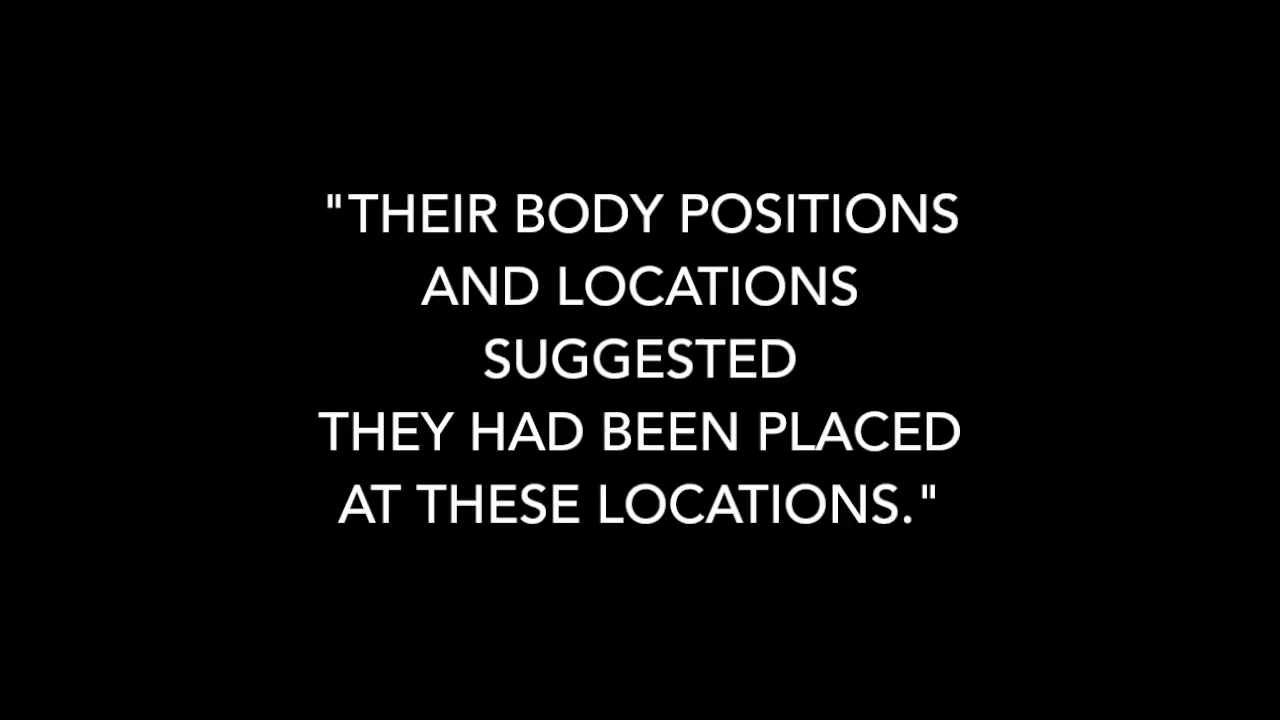 "THEIR BODY POSITIONS
AND LOCATIONS
SUGGESTED
THEY HAD BEEN PLACED
AT THESE LOCATIONS."